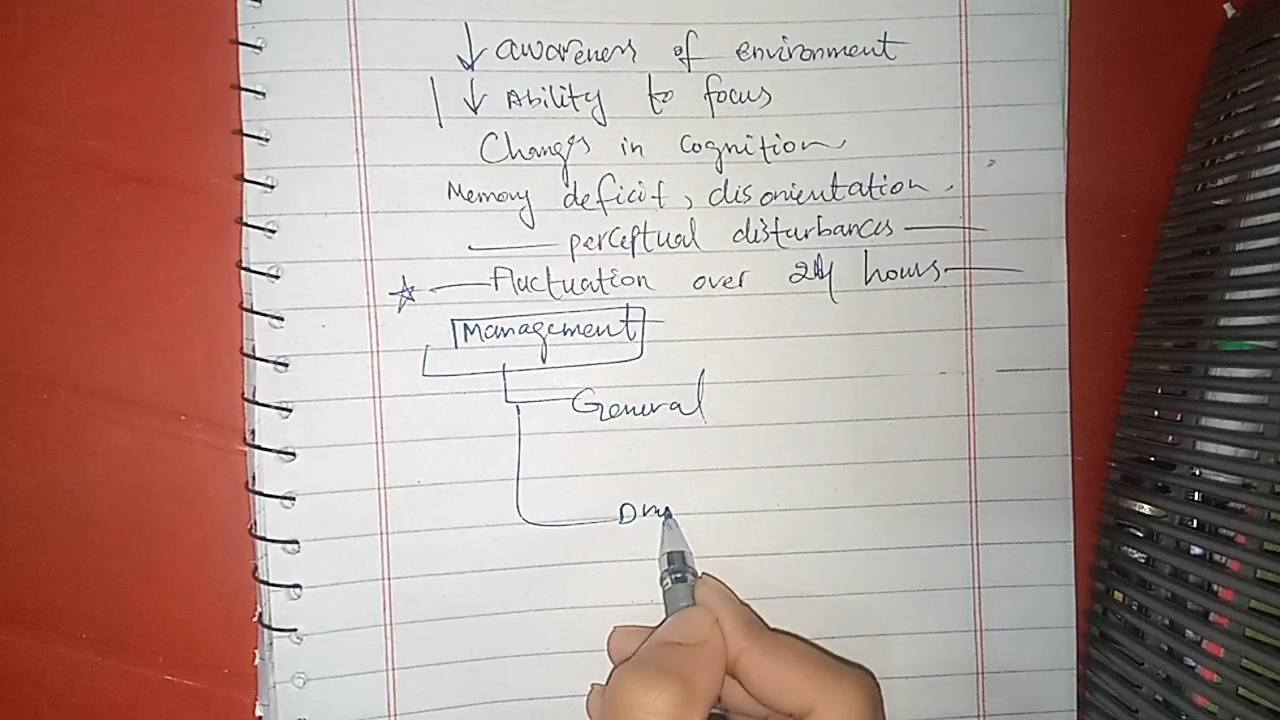 ↓ awareness of environment
↓ Ability to focus
Changes in cognition,
Memory deficit, disorientation,
perceptual disturbances
☆ Fluctuation over 24 hours
Management
General
Dru